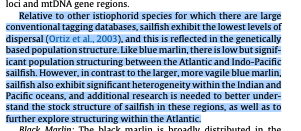 loci and mtDNA gene regions.
Relative to other istiophorid species for which there are large
conventional tagging databases, sailfish exhibit the lowest levels of
dispersal (Ortiz et al., 2003), and this is reflected in the genetically
based population structure. Like blue marlin, there is low but signif-
icant population structuring between the Atlantic and Indo-Pacific
sailfish. However, in contrast to the larger, more vagile blue marlin,
sailfish also exhibit significant heterogeneity within the Indian and
Pacific oceans, and additional research is needed to better under-
stand the stock structure of sailfish in these regions, as well as to
further explore structuring within the Atlantic.
Black Marlin: The black marlin is broadly distributed in the